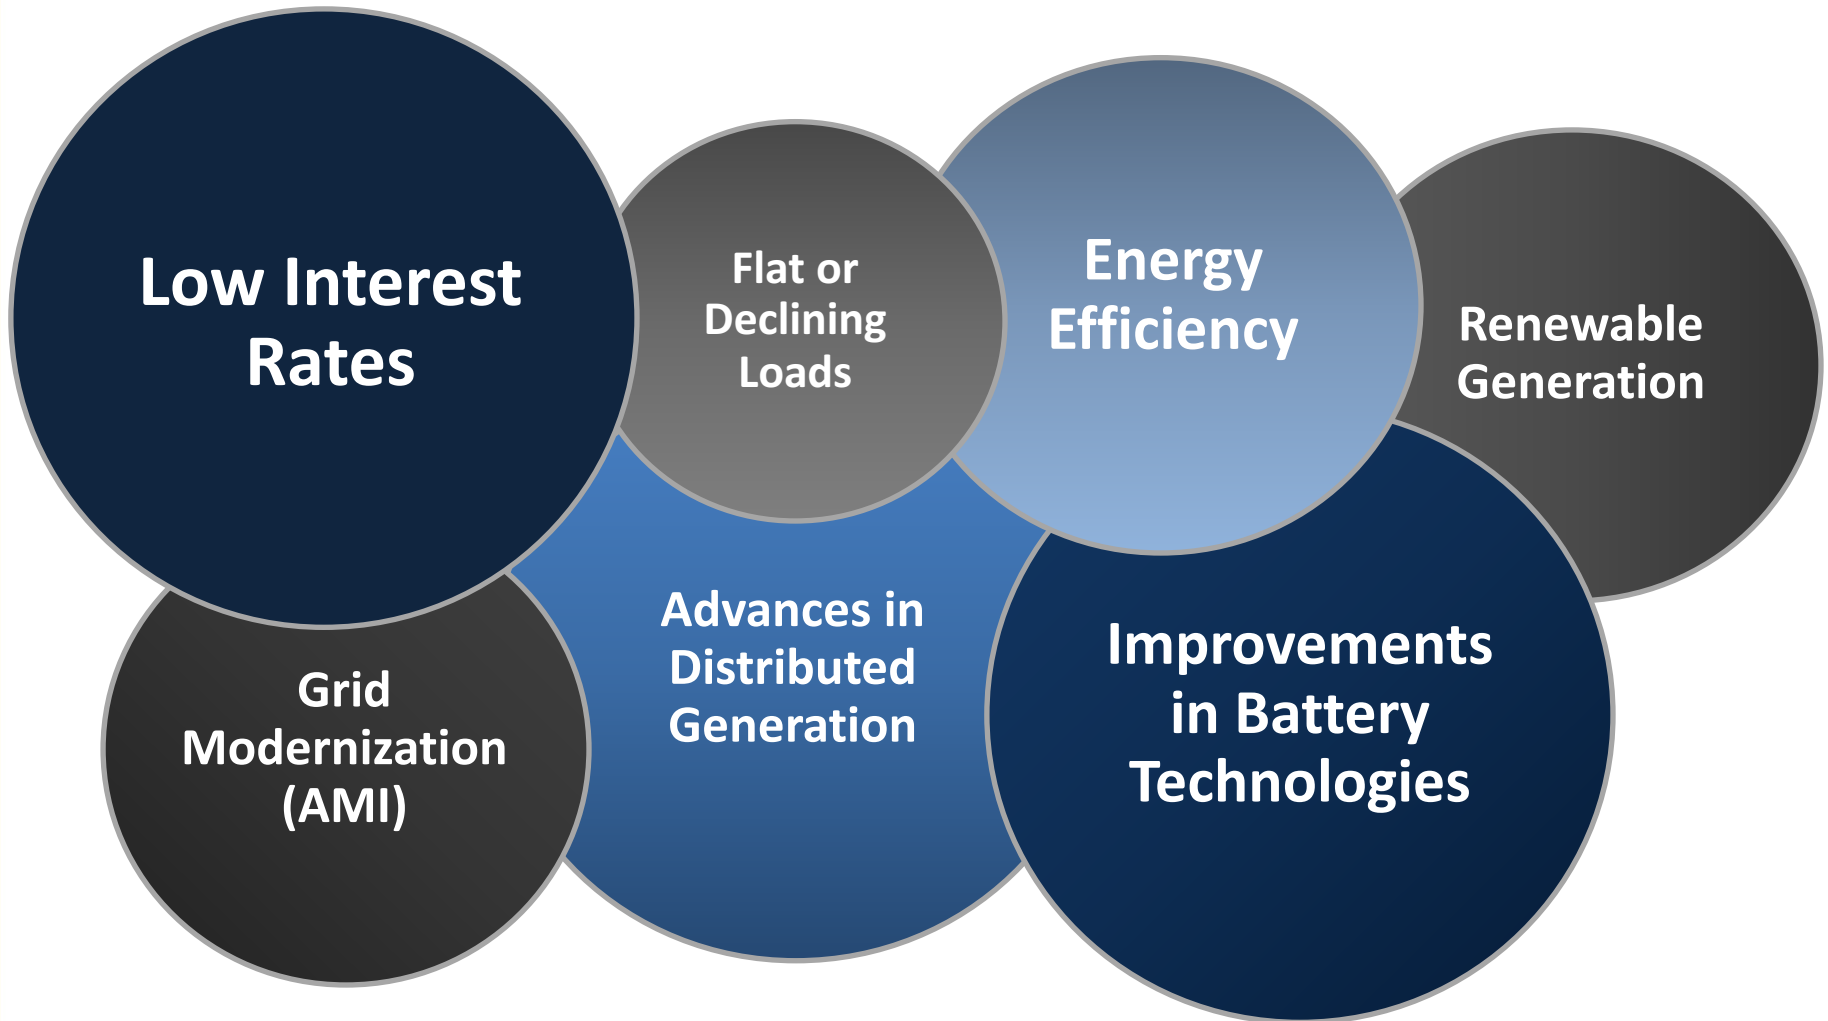 Low Interest
Rates
Flat or
Declining
Loads
Energy
Efficiency
Renewable
Generation
Grid
Modernization
(AMI)
Advances in
Distributed
Generation
Improvements
in Battery
Technologies